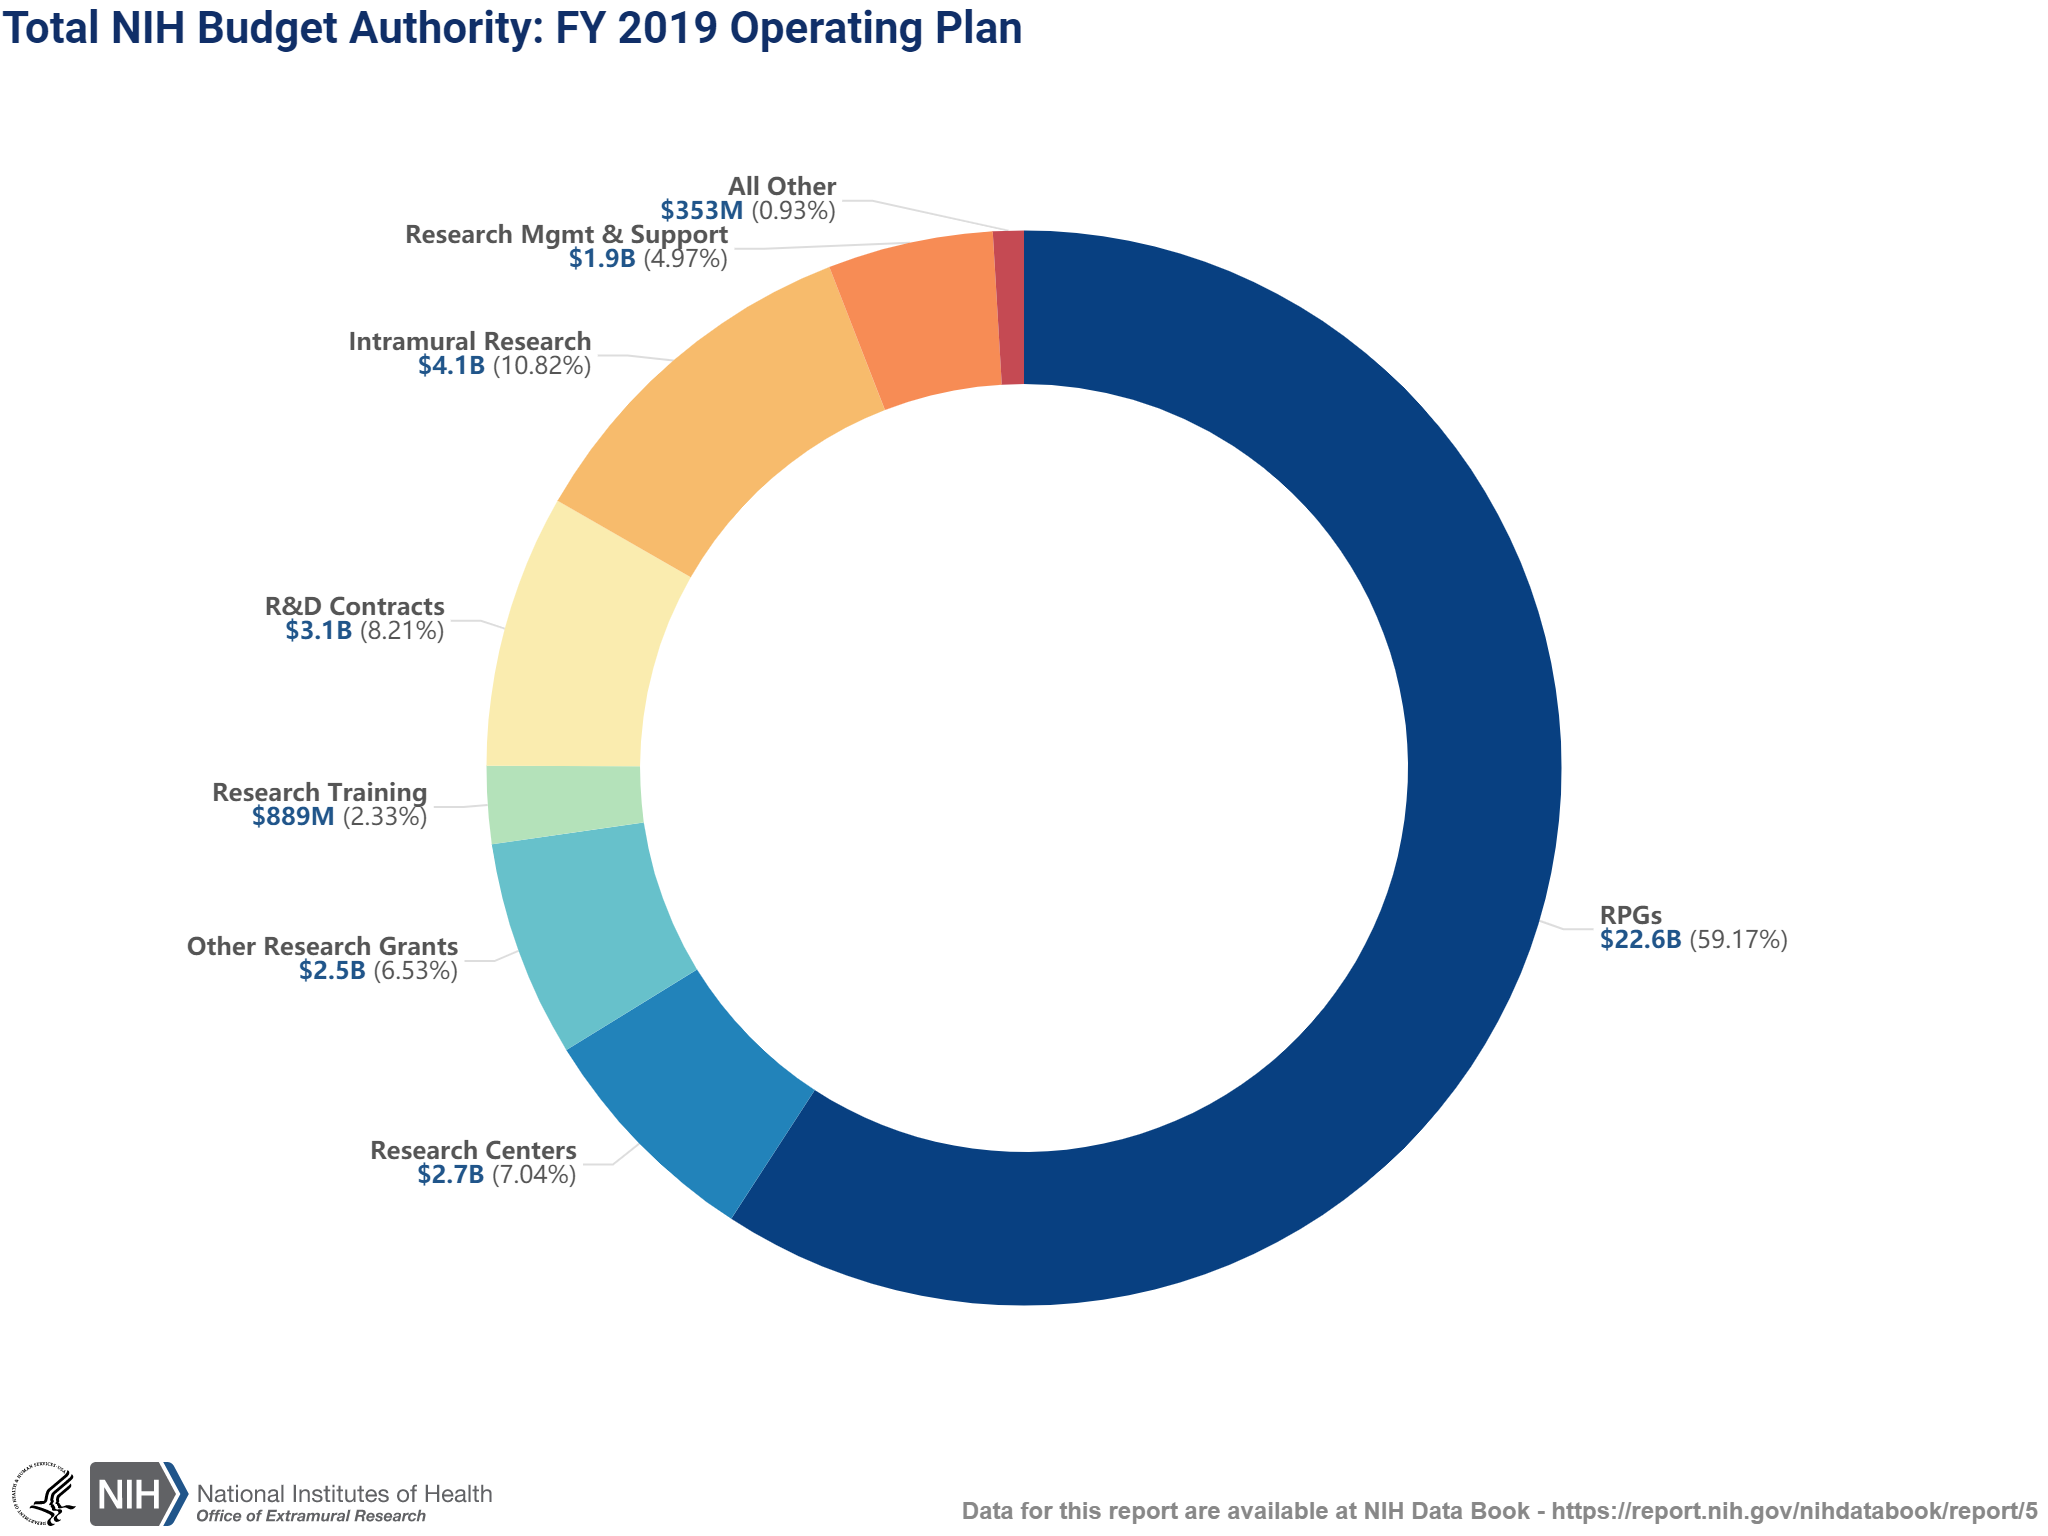 Total NIH Budget Authority: FY 2019 Operating Plan
All Other
$353M (0.93%)
Research Mgmt & Support
$1.9B (4.97%)
Intramural Research
$4.1B (10.82%)
R&D Contracts
$3.1B (8.21%)
Research Training
$889M (2.33%)
RPGs
$22.6B (59.17%)
Other Research Grants
$2.5B (6.53%)
Research Centers
$2.7B (7.04%)
NIH
National Institutes of Health
Office of Extramural Research
Data for this report are available at NIH Data Book - https://report.nih.gov/nihdatabook/report/5